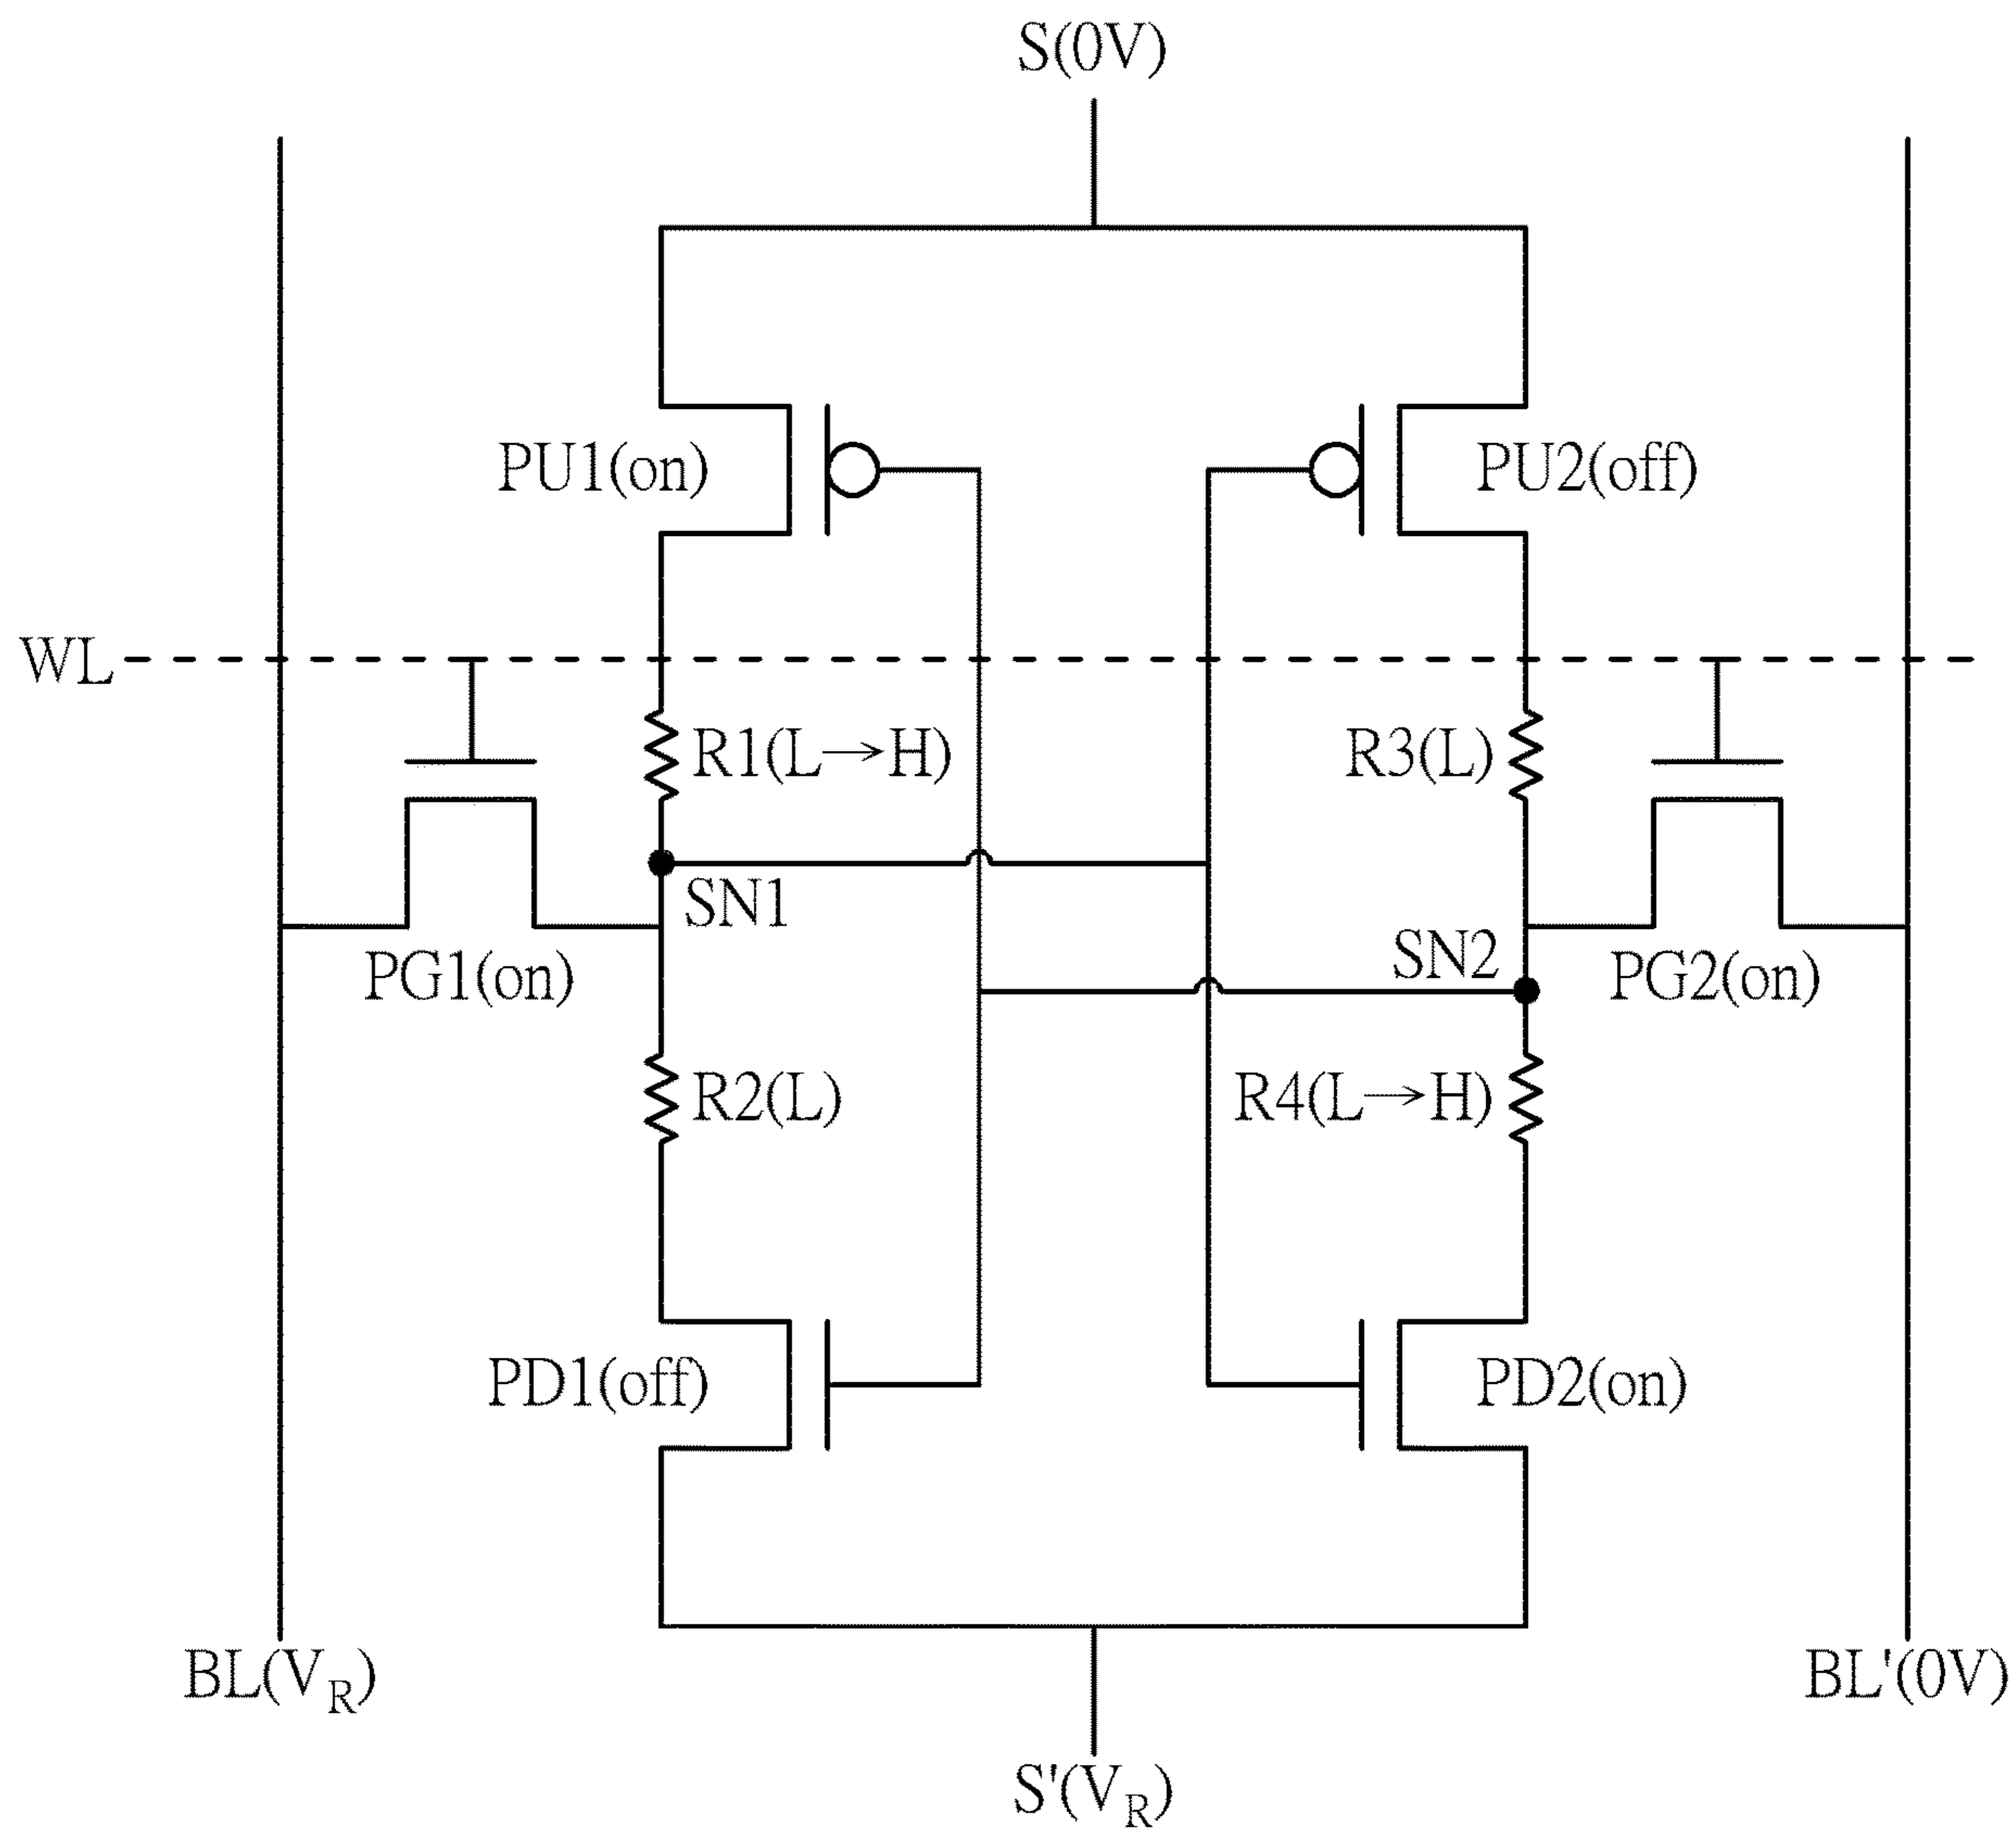 S(0V)
PU1(on)
PU2(off)
WL
R1(L→H)
R3(L)
SN1
SN2
PG1(on)
PG2(on)
R2(L)
R4(L→H)
PD1(off)
PD2(on)
BL(VR)
BL'(0V)
S'(VR)